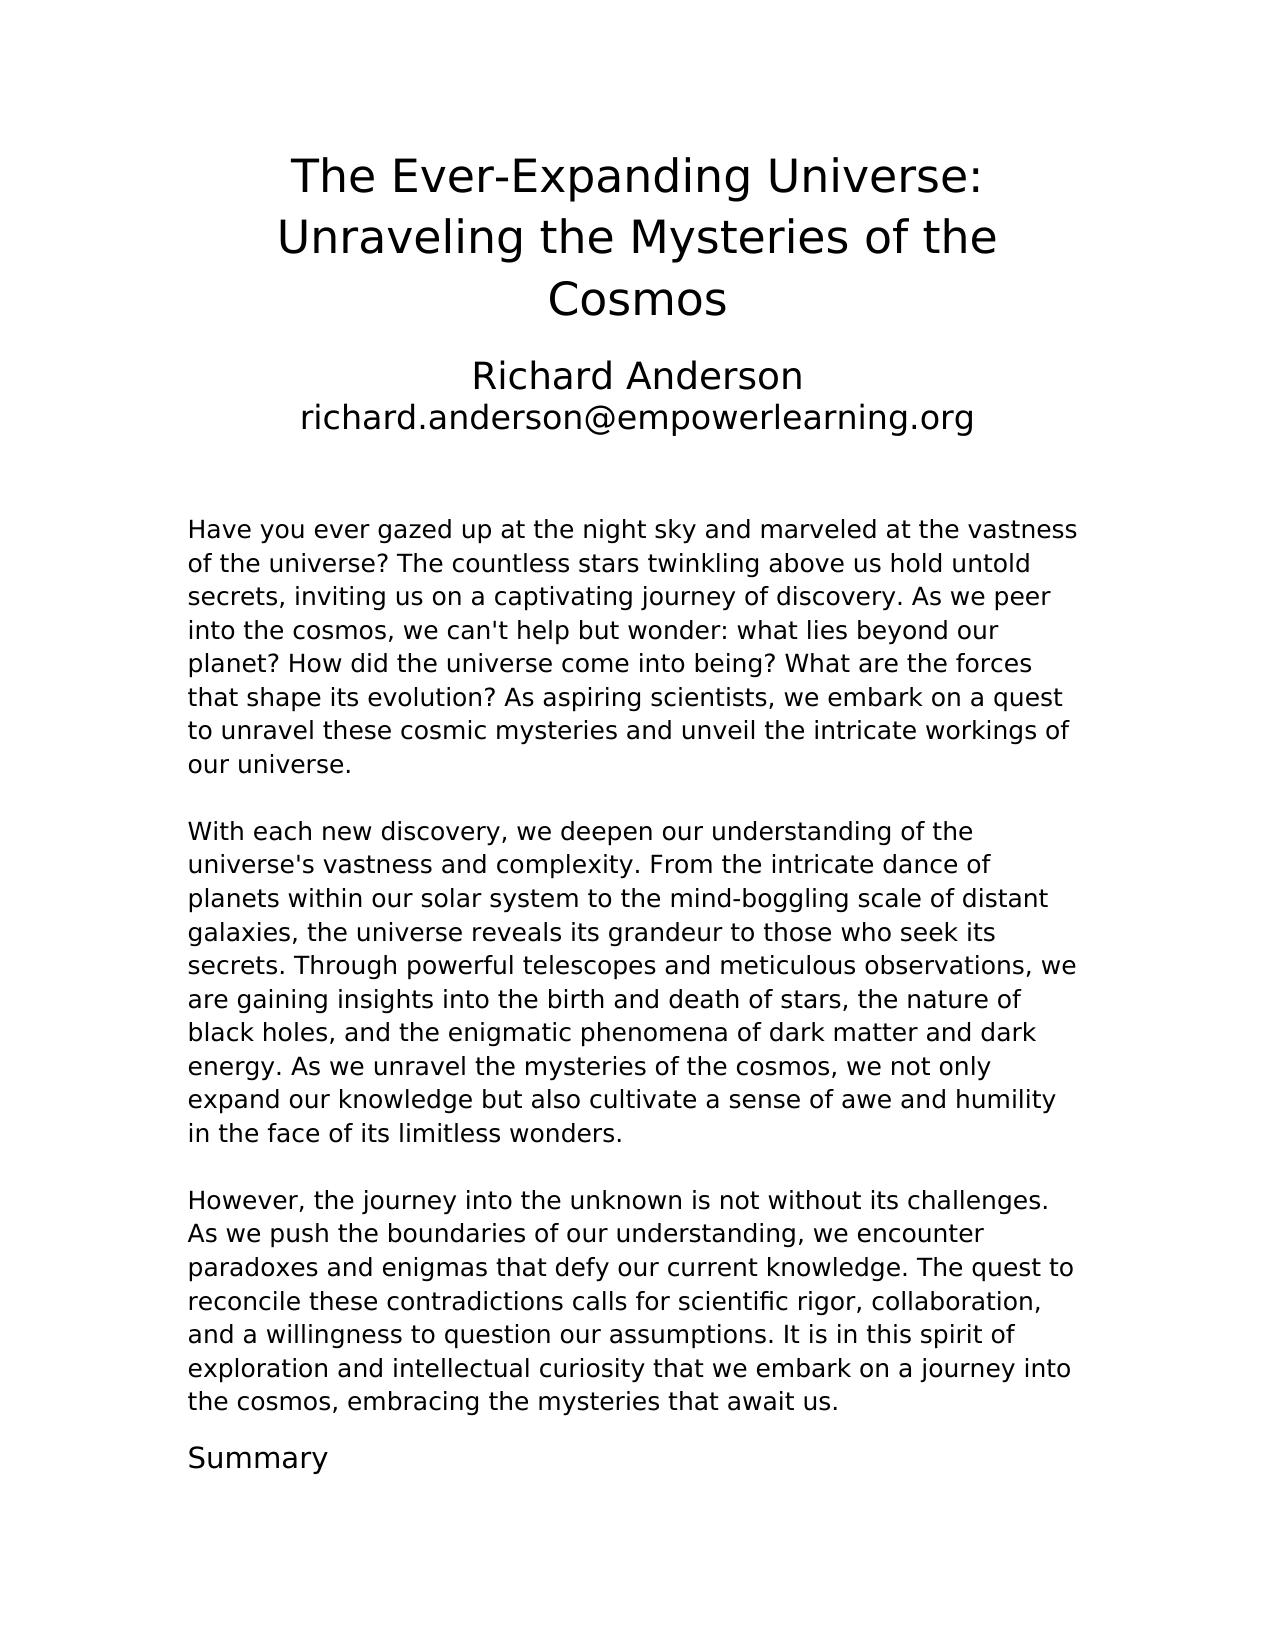 The Ever-Expanding Universe:
Unraveling the Mysteries of the
Cosmos
Richard Anderson
richard.anderson@empowerlearning.org
Have you ever gazed up at the night sky and marveled at the vastness
of the universe? The countless stars twinkling above us hold untold
secrets, inviting us on a captivating journey of discovery. As we peer
into the cosmos, we can't help but wonder: what lies beyond our
planet? How did the universe come into being? What are the forces
that shape its evolution? As aspiring scientists, we embark on a quest
to unravel these cosmic mysteries and unveil the intricate workings of
our universe.
With each new discovery, we deepen our understanding of the
universe's vastness and complexity. From the intricate dance of
planets within our solar system to the mind-boggling scale of distant
galaxies, the universe reveals its grandeur to those who seek its
secrets. Through powerful telescopes and meticulous observations, we
are gaining insights into the birth and death of stars, the nature of
black holes, and the enigmatic phenomena of dark matter and dark
energy. As we unravel the mysteries of the cosmos, we not only
expand our knowledge but also cultivate a sense of awe and humility
in the face of its limitless wonders.
However, the journey into the unknown is not without its challenges.
As we push the boundaries of our understanding, we encounter
paradoxes and enigmas that defy our current knowledge. The quest to
reconcile these contradictions calls for scientific rigor, collaboration,
and a willingness to question our assumptions. It is in this spirit of
exploration and intellectual curiosity that we embark on a journey into
the cosmos, embracing the mysteries that await us.
Summary